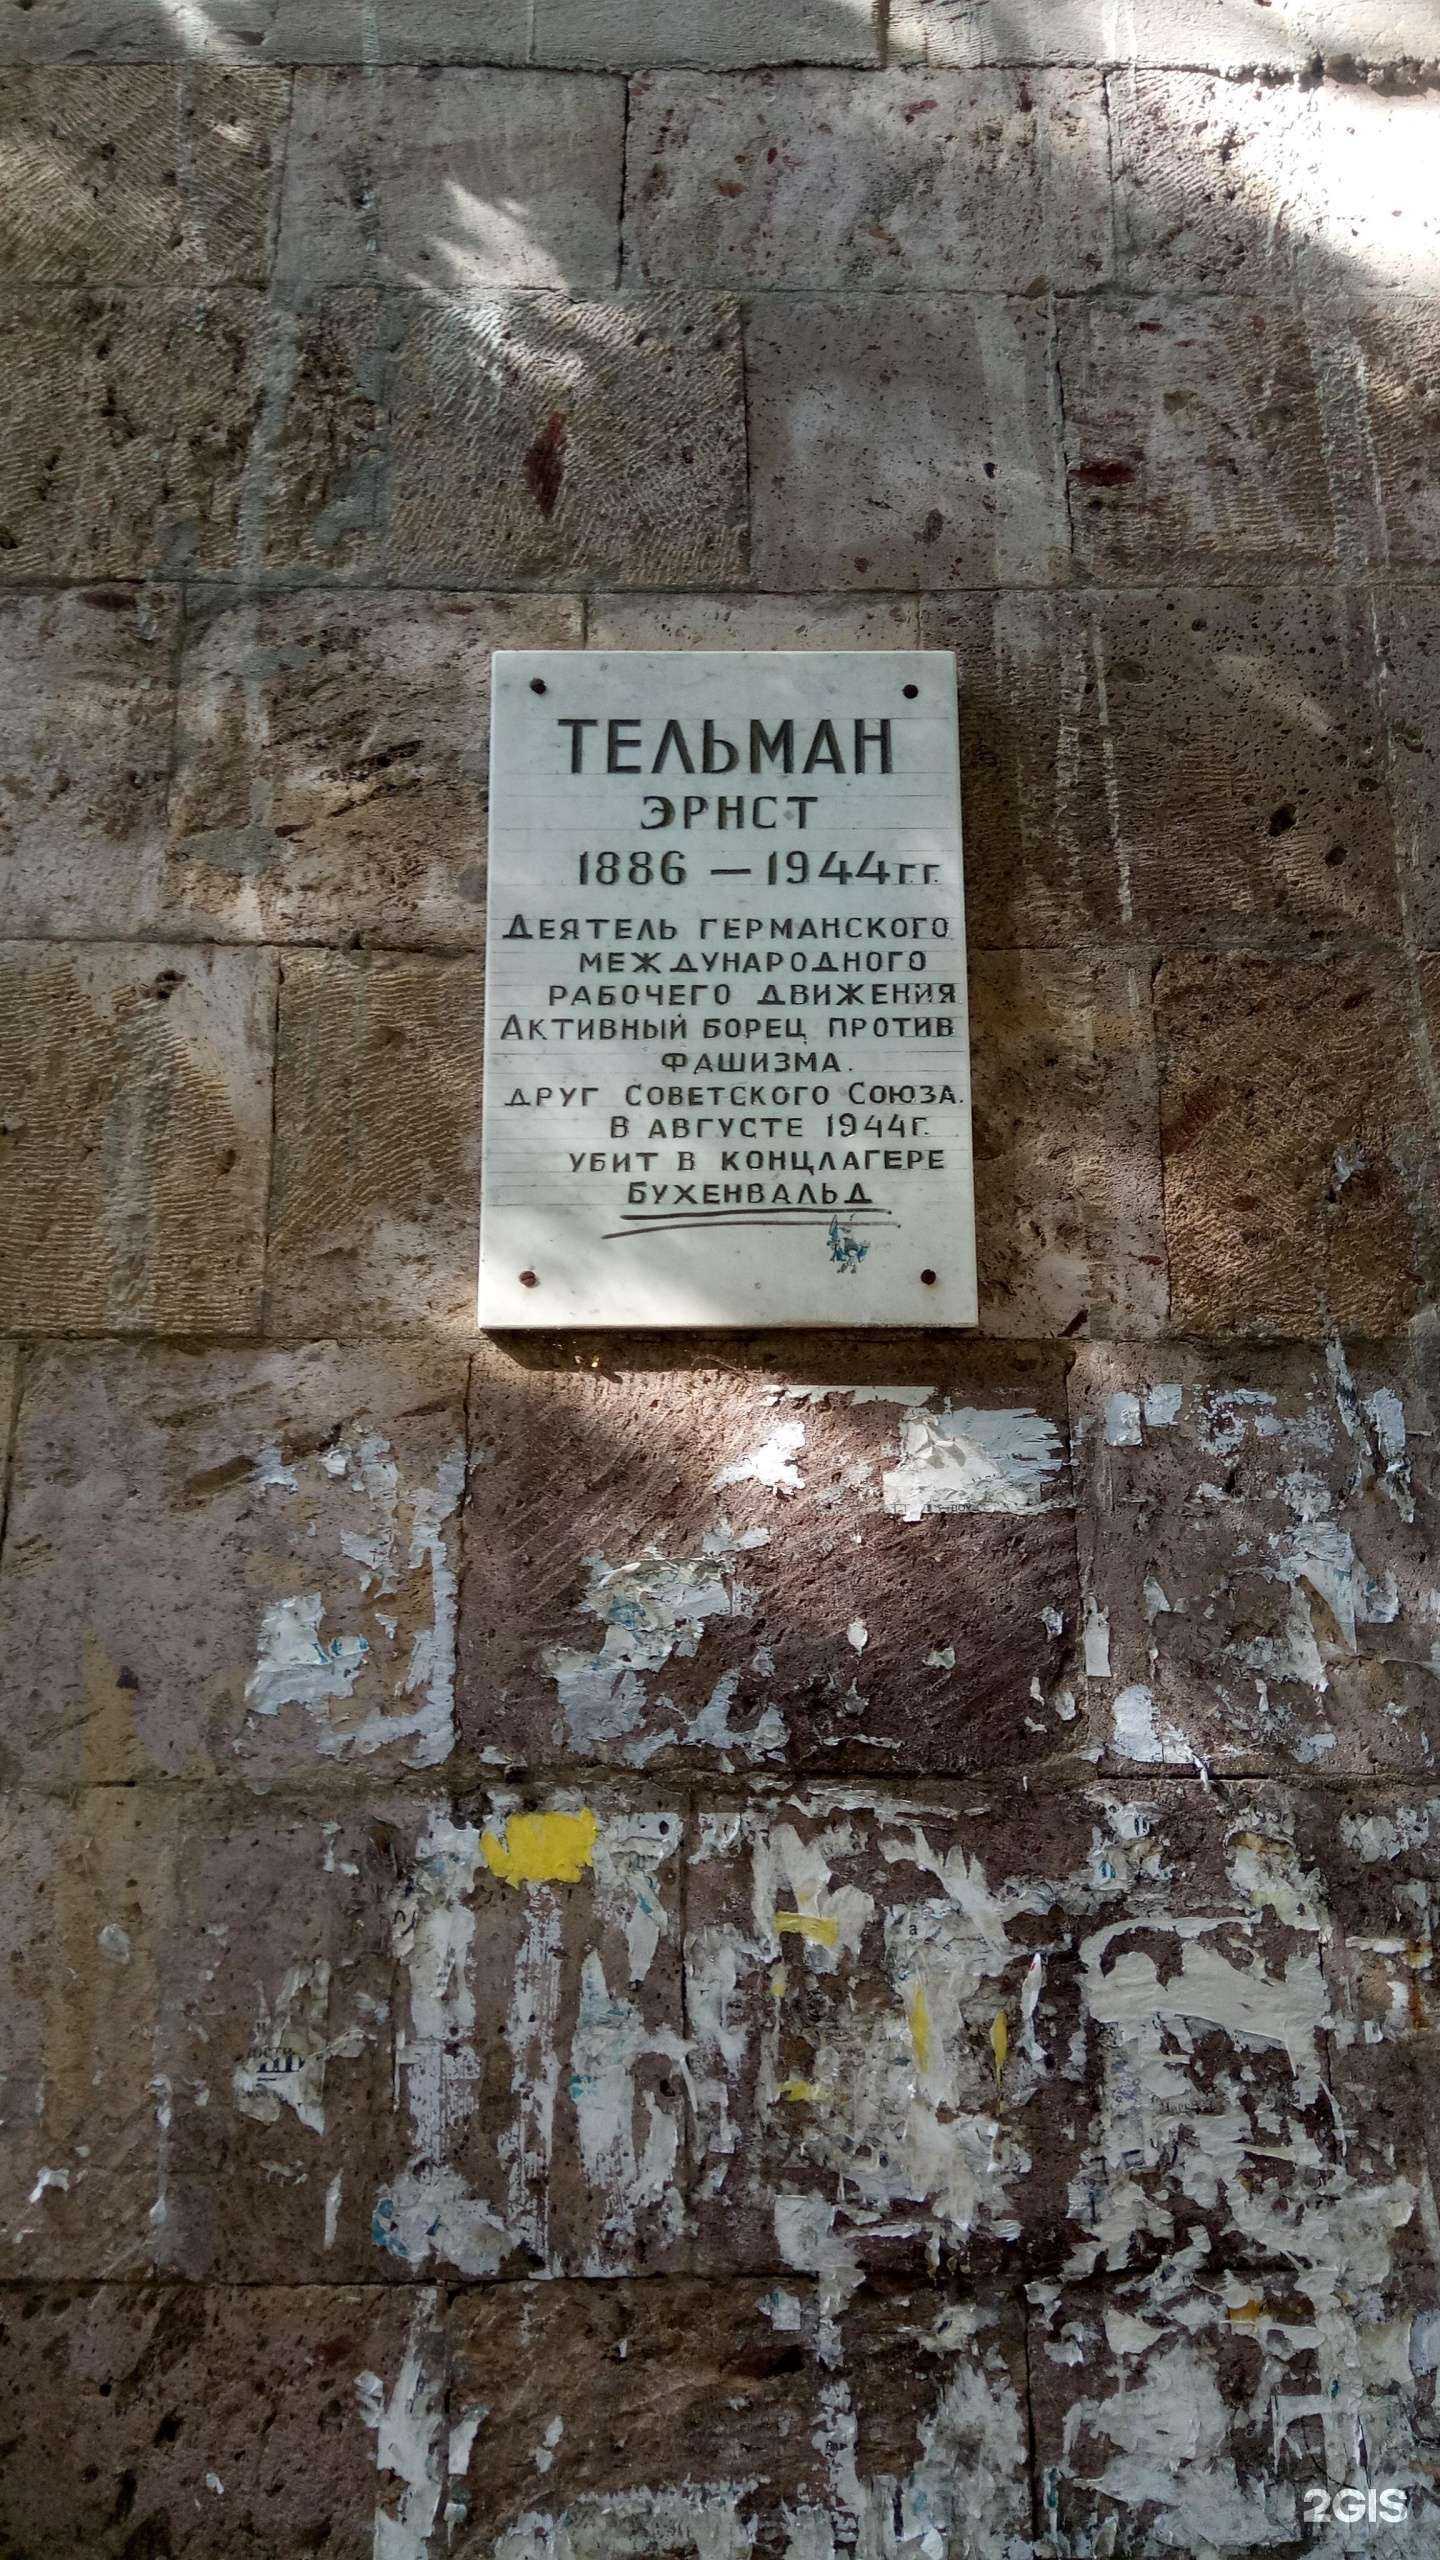 ТЕЛЬМАН
ЭРНСТ
1886 — 1944гг.
Деятель германского
международного
рабочего движения
Активный борец против
фашизма.
друг Советского Союза.
В августе 1944г.
убит в концлагере
Бухенвальд
2GIS